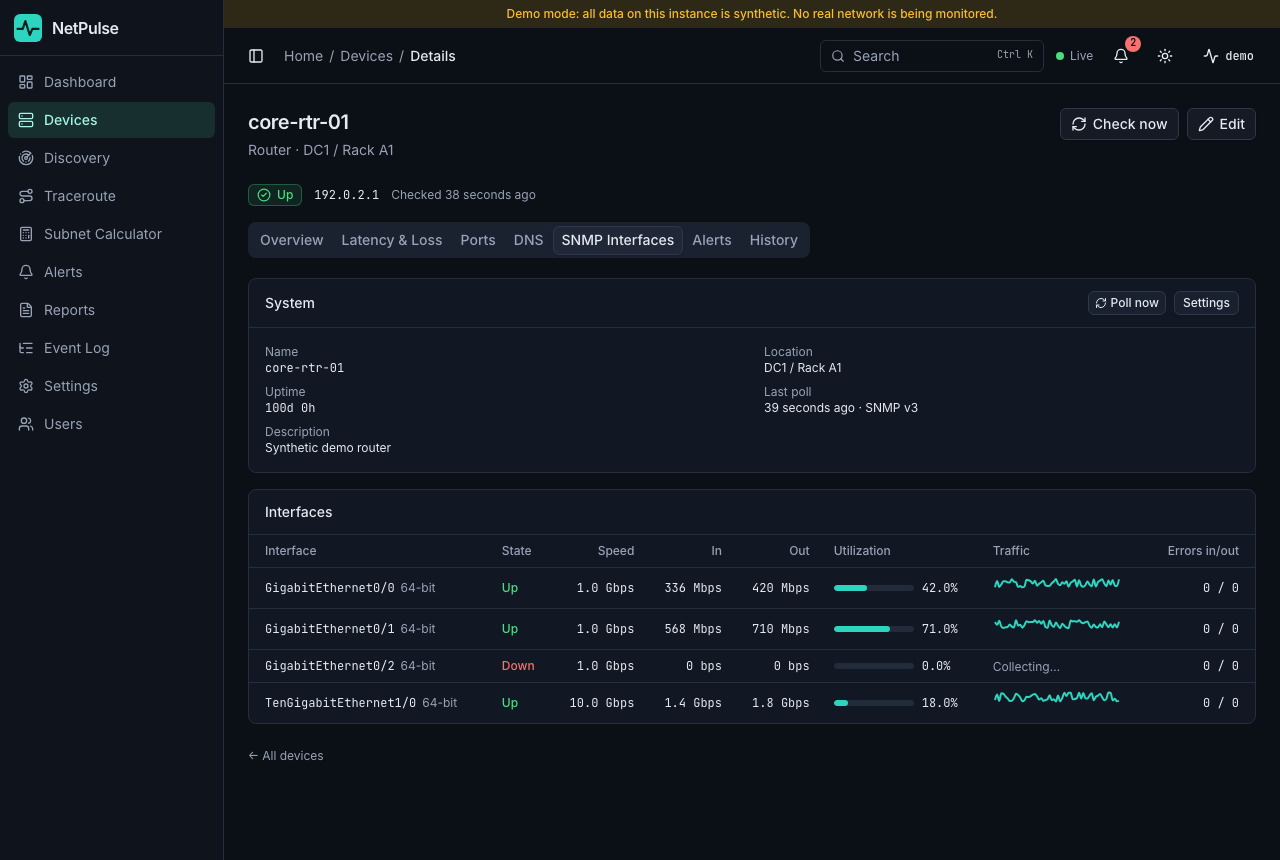 NetPulse
Demo mode: all data on this instance is synthetic. No real network is being monitored.
Home / Devices / Details
Search Ctrl K
Live
2
demo
Dashboard
Devices
Discovery
Traceroute
Subnet Calculator
Alerts
Reports
Event Log
Settings
Users
core-rtr-01
Router · DC1 / Rack A1
Check now
Edit
Up 192.0.2.1 Checked 38 seconds ago
Overview Latency & Loss Ports DNS SNMP Interfaces Alerts History
System
Poll now
Settings
Name
core-rtr-01
Location
DC1 / Rack A1
Uptime
100d 0h
Last poll
39 seconds ago · SNMP v3
Description
Synthetic demo router
Interfaces
Interface State Speed In Out Utilization Traffic Errors in/out
GigabitEthernet0/0 64-bit Up 1.0 Gbps 336 Mbps 420 Mbps 42.0% 0 / 0
GigabitEthernet0/1 64-bit Up 1.0 Gbps 568 Mbps 710 Mbps 71.0% 0 / 0
GigabitEthernet0/2 64-bit Down 1.0 Gbps 0 bps 0 bps 0.0% Collecting… 0 / 0
TenGigabitEthernet1/0 64-bit Up 10.0 Gbps 1.4 Gbps 1.8 Gbps 18.0% 0 / 0
← All devices